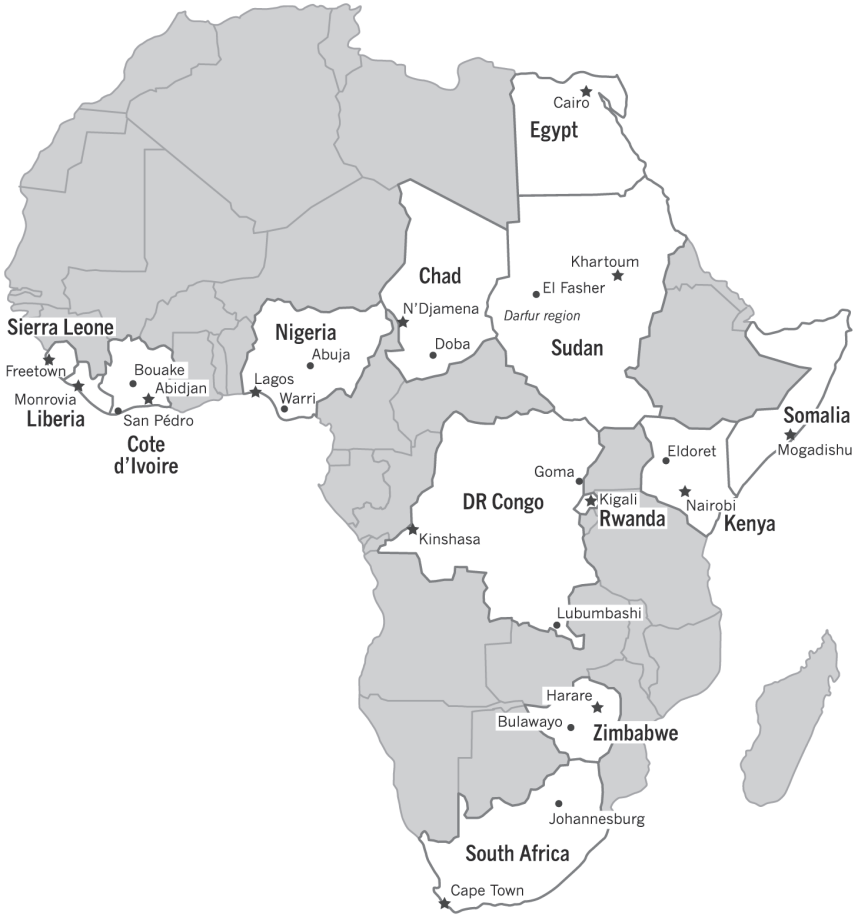 Cairo
Egypt
Khartoum
El Fasher
Darfur region
Sudan
Chad
N'Djamena
Doba
Sierra Leone
Freetown
Monrovia
Liberia
Bouake
Abidjan
San Pédro
Cote
d'Ivoire
Nigeria
Abuja
Lagos
Warri
Somalia
Mogadishu
Eldoret
Nairobi
Kenya
Goma
DR Congo
Kigali
Rwanda
Kinshasa
Lubumbashi
Harare
Bulawayo
Zimbabwe
Johannesburg
South Africa
Cape Town